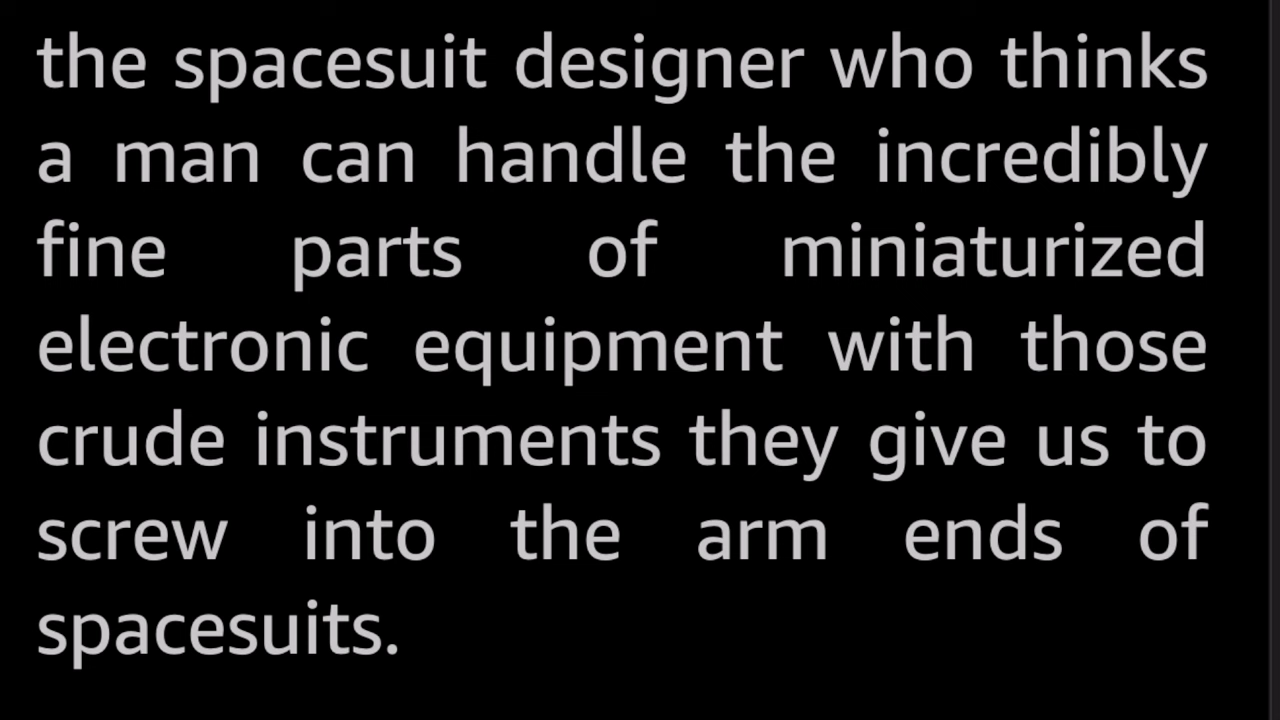 the spacesuit designer who thinks
a man can handle the incredibly
fine parts of miniaturized
electronic equipment with those
crude instruments they give us to
screw into the arm ends of
spacesuits.